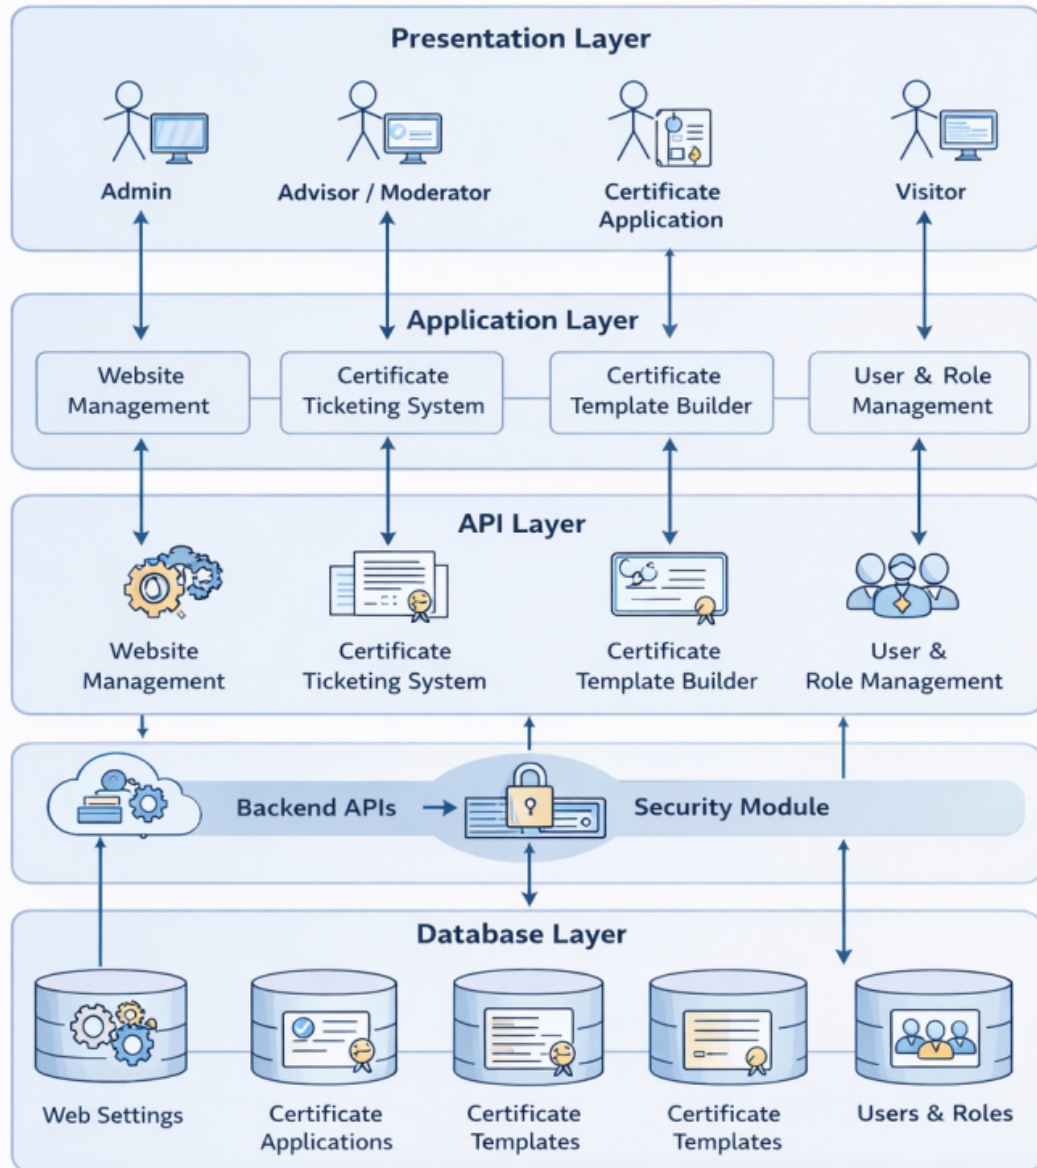 Presentation Layer
Admin
Advisor / Moderator
Certificate
Application
Visitor
Application Layer
Website
Management
Certificate
Ticketing System
Certificate
Template Builder
User & Role
Management
API Layer
Website
Management
Certificate
Ticketing System
Certificate
Template Builder
User &
Role Management
Backend APIs
Security Module
Database Layer
Web Settings
Certificate
Applications
Certificate
Templates
Certificate
Templates
Users & Roles